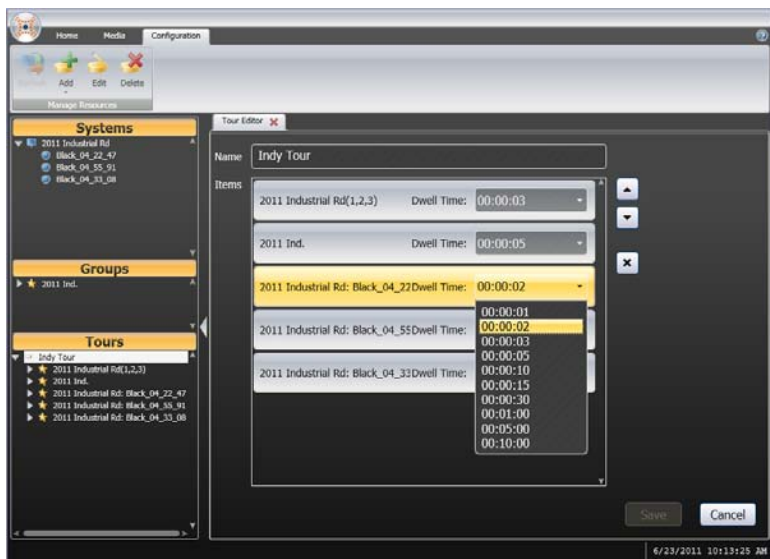 Home Media Configuration
Add Edit Delete
Manage Resources
Systems
2011 Industrial Rd
Black_04_22_47
Black_04_55_91
Black_04_33_08
Groups
2011 Ind.
Tours
Indy Tour
2011 Industrial Rd(1,2,3)
2011 Ind.
2011 Industrial Rd: Black_04_22_47
2011 Industrial Rd: Black_04_55_91
2011 Industrial Rd: Black_04_33_08
Tour Editor
Name Indy Tour
Items
2011 Industrial Rd(1,2,3) Dwell Time: 00:00:03
2011 Ind. Dwell Time: 00:00:05
2011 Industrial Rd: Black_04_22Dwell Time: 00:00:02
2011 Industrial Rd: Black_04_55Dwell Time:
2011 Industrial Rd: Black_04_33Dwell Time:
00:00:01
00:00:02
00:00:03
00:00:05
00:00:10
00:00:15
00:00:30
00:01:00
00:05:00
00:10:00
Save Cancel
6/23/2011 10:13:25 AM